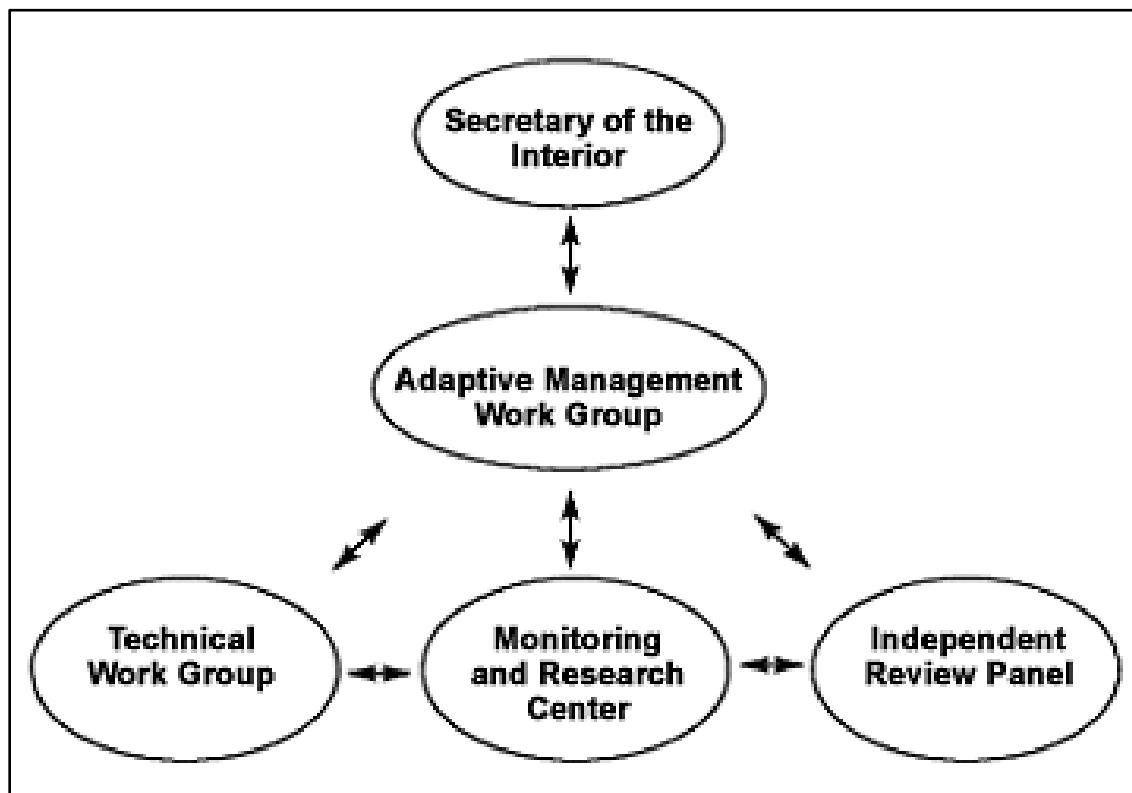 Secretary of the
Interior
Adaptive Management
Work Group
Technical
Work Group
Monitoring
and Research
Center
Independent
Review Panel